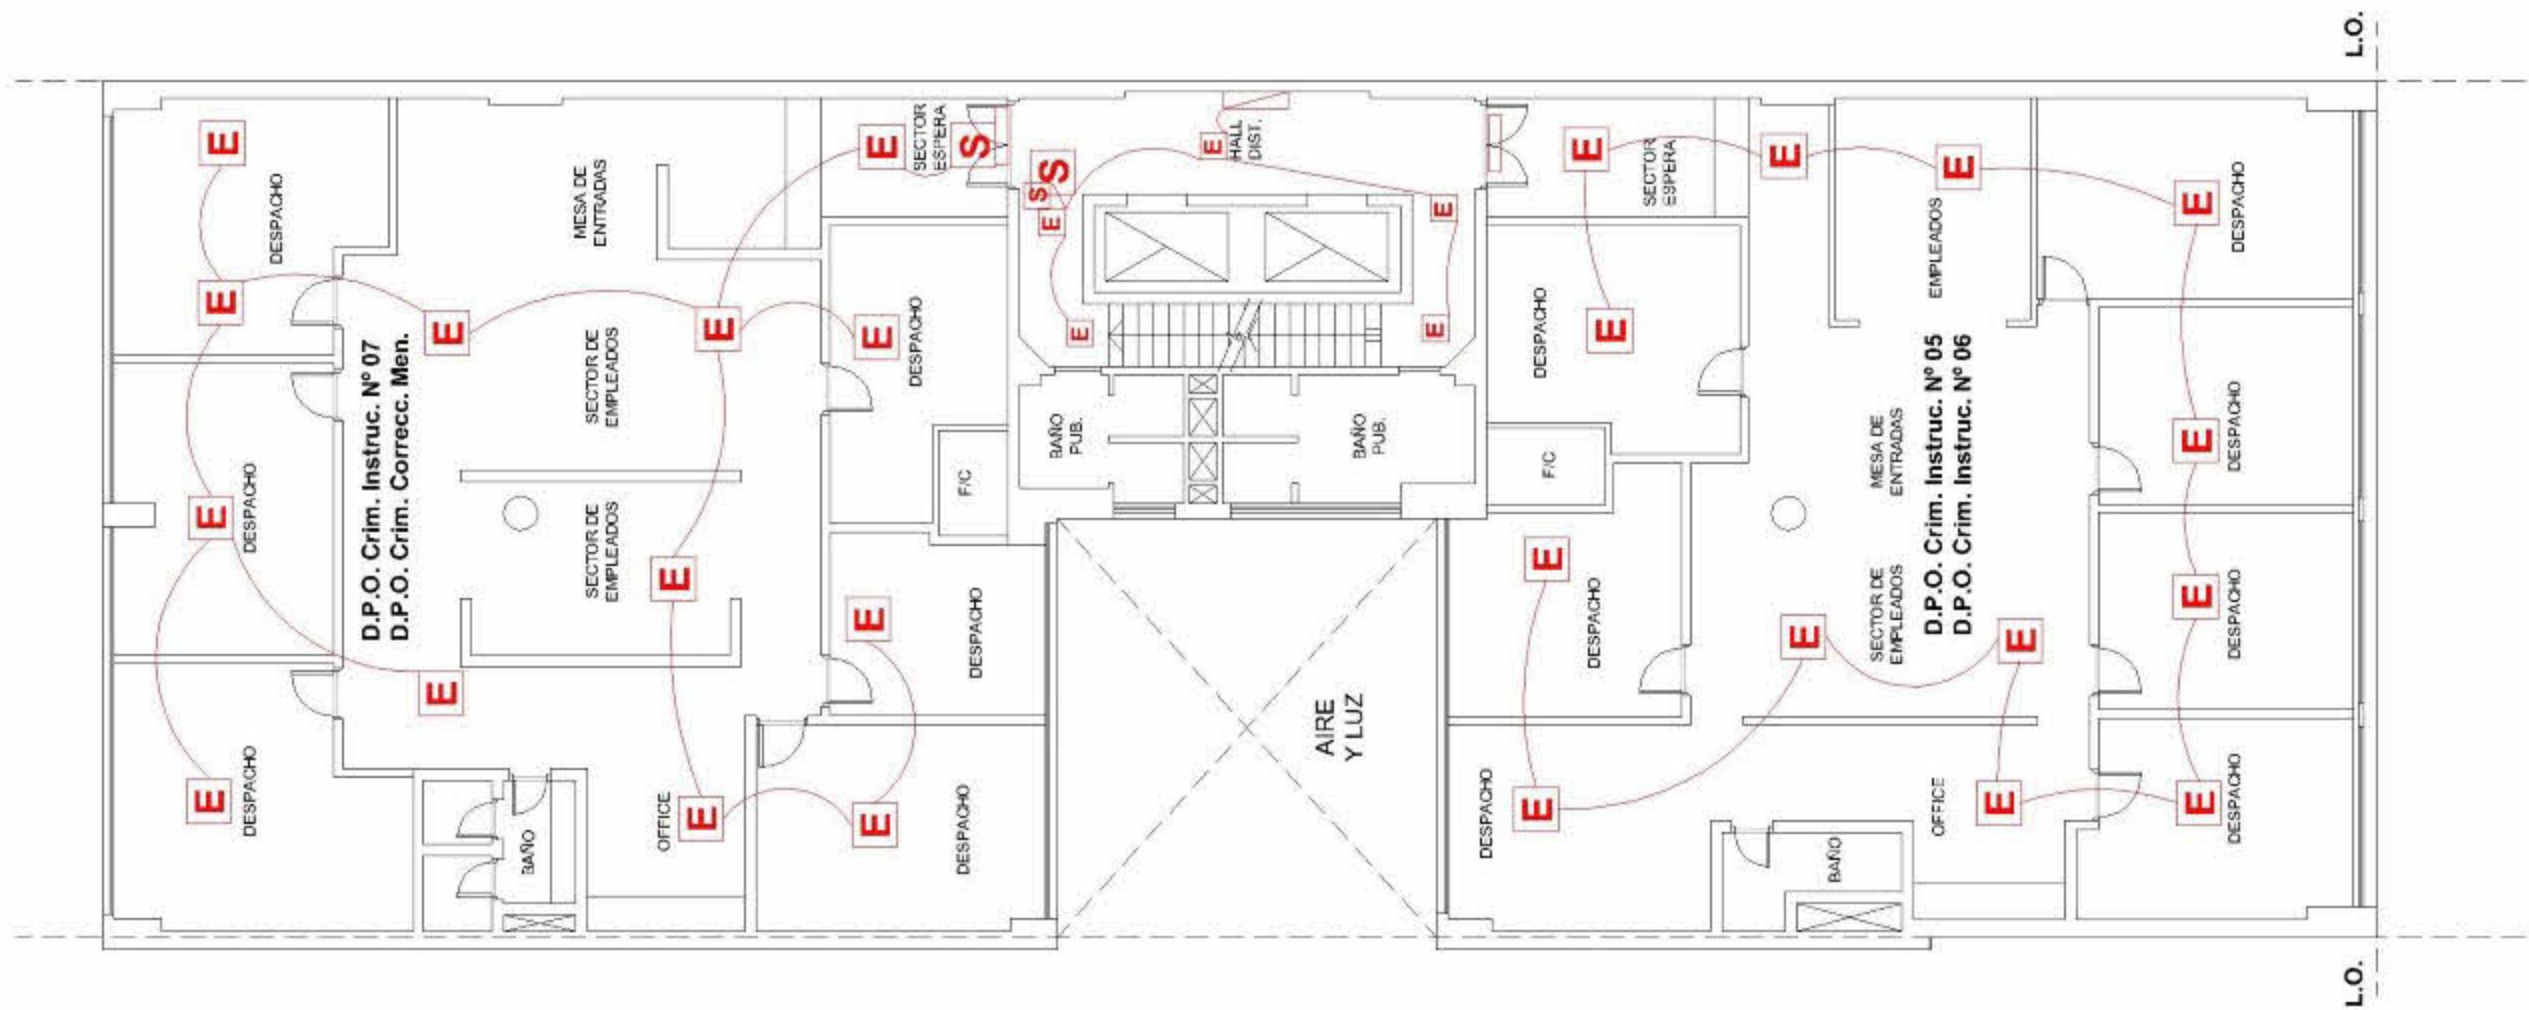 L.O.
E
DESPACHO
MESA DE
ENTRADAS
E
SECTOR
ESPERA
S
S
S
E
E
HALL
DIST.
E
E
E
SECTOR
ESPERA
E
E
EMPLEADOS
E
DESPACHO
E
E
D.P.O. Crim. Instruc. Nº 07
D.P.O. Crim. Correcc. Men.
SECTOR DE
EMPLEADOS
E
E
DESPACHO
E
DESPACHO
E
E
DESPACHO
E
DESPACHO
SECTOR DE
EMPLEADOS
E
F/C
BAÑO
PUB.
BAÑO
PUB.
F/C
MESA DE
ENTRADAS
D.P.O. Crim. Instruc. Nº 05
D.P.O. Crim. Instruc. Nº 06
E
DESPACHO
E
E
DESPACHO
E
DESPACHO
E
SECTOR DE
EMPLEADOS
E
E
DESPACHO
E
DESPACHO
BAÑO
OFFICE
E
E
DESPACHO
AIRE
Y LUZ
DESPACHO
E
BAÑO
OFFICE
E
E
DESPACHO
L.O.